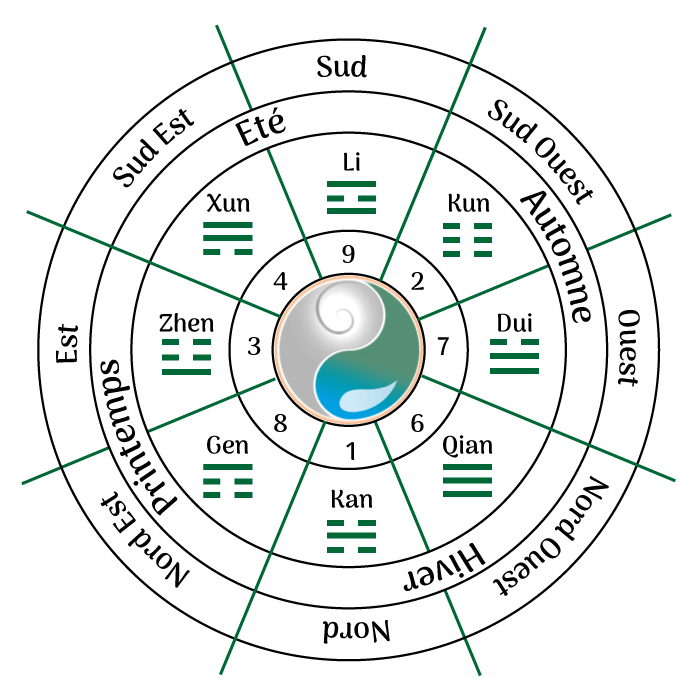 Sud
Sud Ouest
Ouest
Nord Ouest
Nord
Nord Est
Est
Sud Est
Eté
Automne
Hiver
Printemps
Li
Kun
Dui
Qian
Kan
Gen
Zhen
Xun
9
2
7
6
1
8
3
4